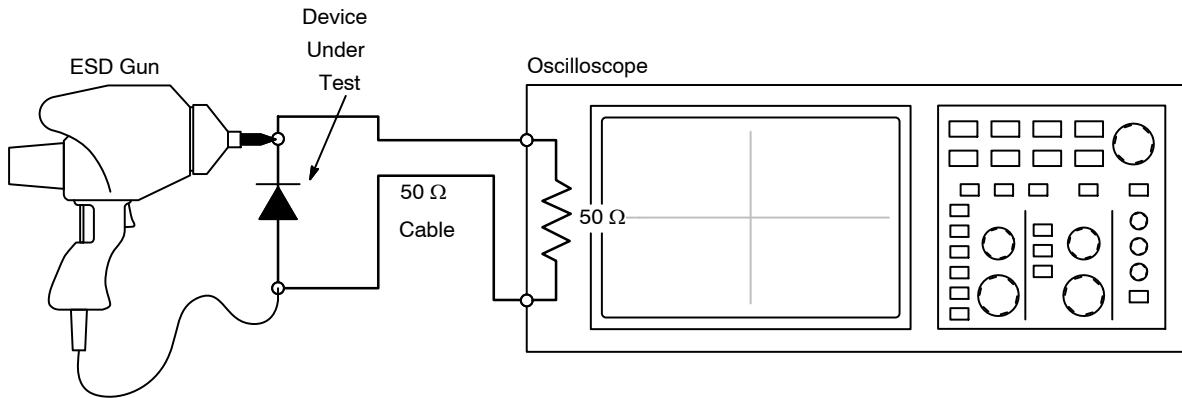 Device
Under
Test
ESD Gun
Oscilloscope
50 Ω
Cable
50 Ω